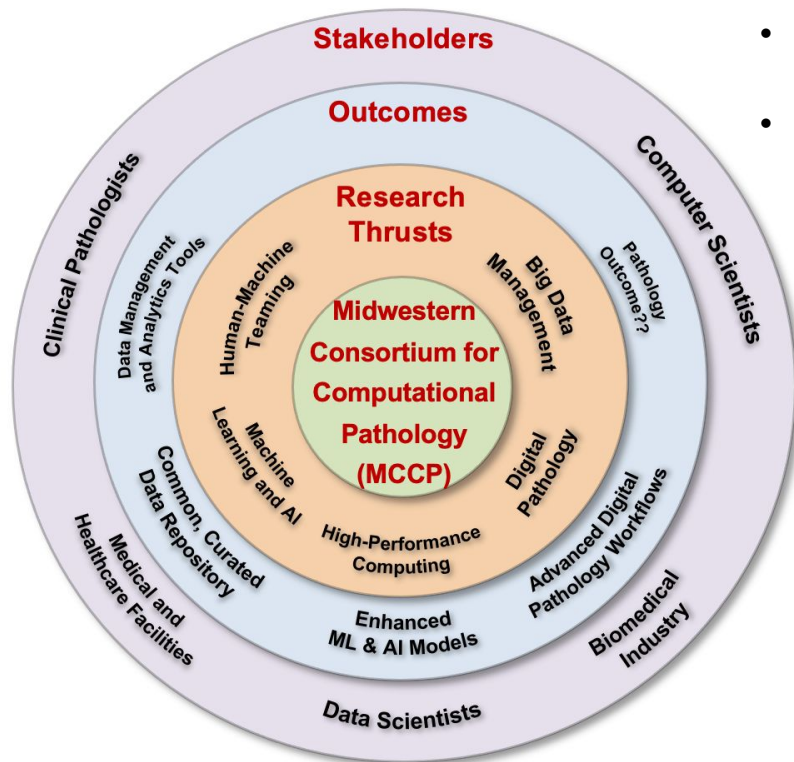 •
•
Stakeholders
Clinical Pathologists
Computer Scientists
Medical and
Healthcare Facilities
Biomedical
Industry
Data Scientists
Outcomes
Data Management
and Analytics Tools
Pathology
Outcome??
Common, Curated
Data Repository
Advanced Digital
Pathology Workflows
Enhanced
ML & AI Models
Research
Thrusts
Human-Machine
Teaming
Big Data
Management
Machine
Learning and AI
Digital
Pathology
High-Performance
Computing
Midwestern
Consortium for
Computational
Pathology
(MCCP)